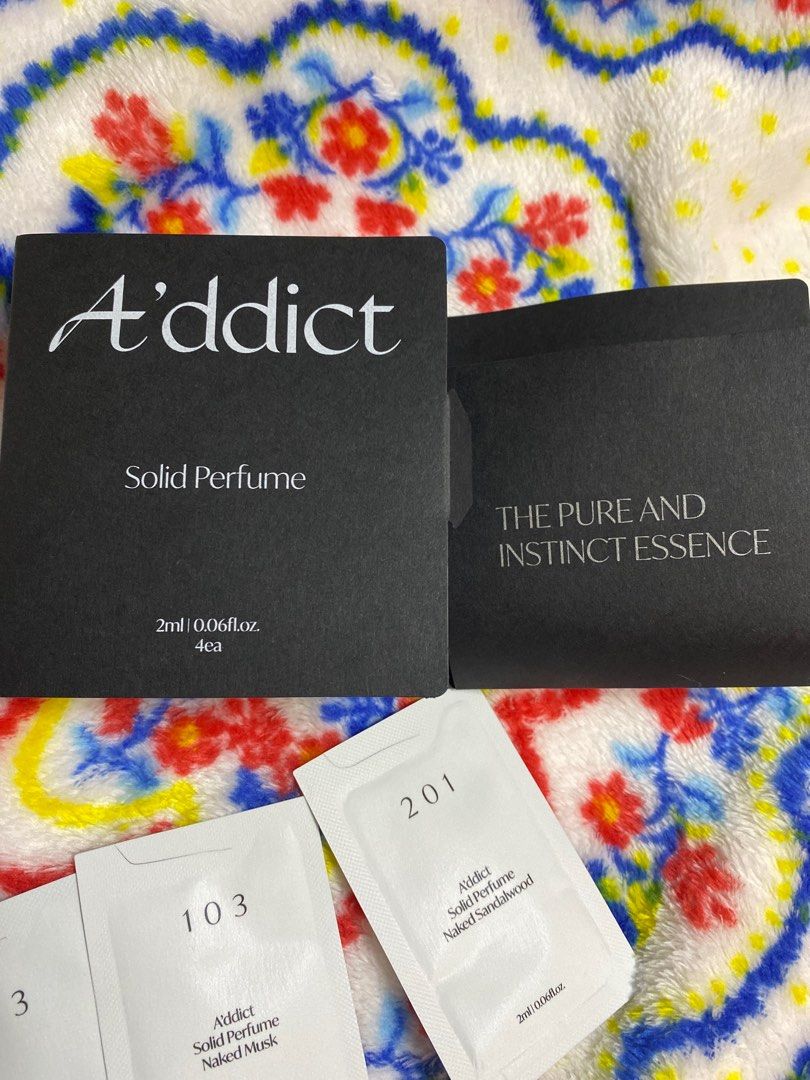 A'ddict
Solid Perfume
2ml | 0.06fl.oz.
4ea
THE PURE AND
INSTINCT ESSENCE
201
A'ddict
Solid Perfume
Naked Sandalwood
2ml | 0.06fl.oz.
103
A'ddict
Solid Perfume
Naked Musk
3